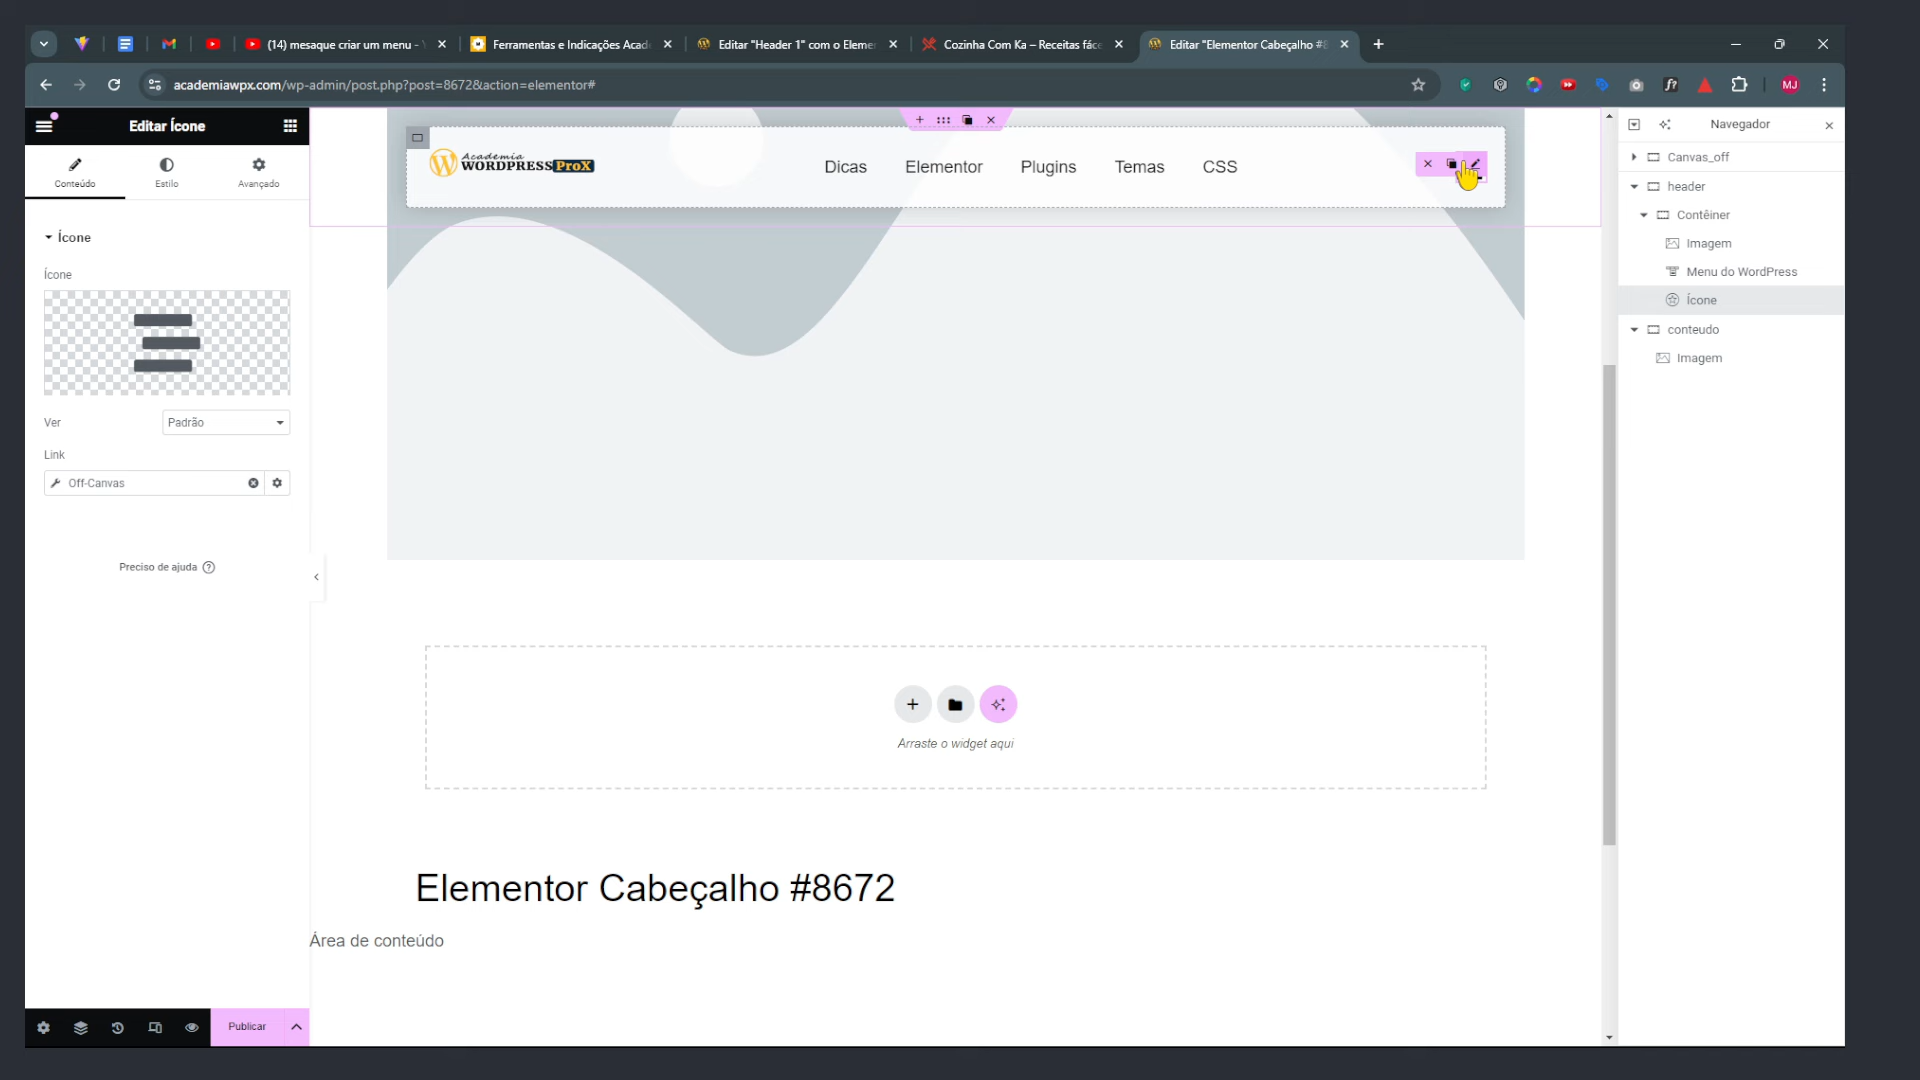 (14) mesaque criar um menu - Y
Ferramentas e Indicações Acad
Editar "Header 1" com o Elemen
Cozinha Com Ka – Receitas fáce
Editar "Elementor Cabeçalho #8
academiawpx.com/wp-admin/post.php?post=8672&action=elementor#
f?
MJ
Editar Ícone
Conteúdo
Estilo
Avançado
Ícone
Ícone
Ver
Padrão
Link
Off-Canvas
Preciso de ajuda
Publicar
Academia
WORDPRESS ProX
Dicas
Elementor
Plugins
Temas
CSS
Arraste o widget aqui
Elementor Cabeçalho #8672
Área de conteúdo
Navegador
Canvas_off
header
Contêiner
Imagem
Menu do WordPress
Ícone
conteudo
Imagem